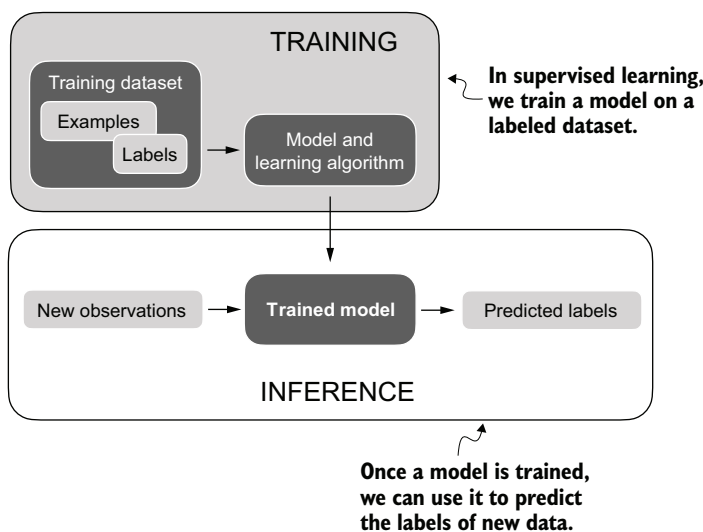 TRAINING
Training dataset
Examples
Labels
Model and
learning algorithm
In supervised learning,
we train a model on a
labeled dataset.
New observations
Trained model
Predicted labels
INFERENCE
Once a model is trained,
we can use it to predict
the labels of new data.